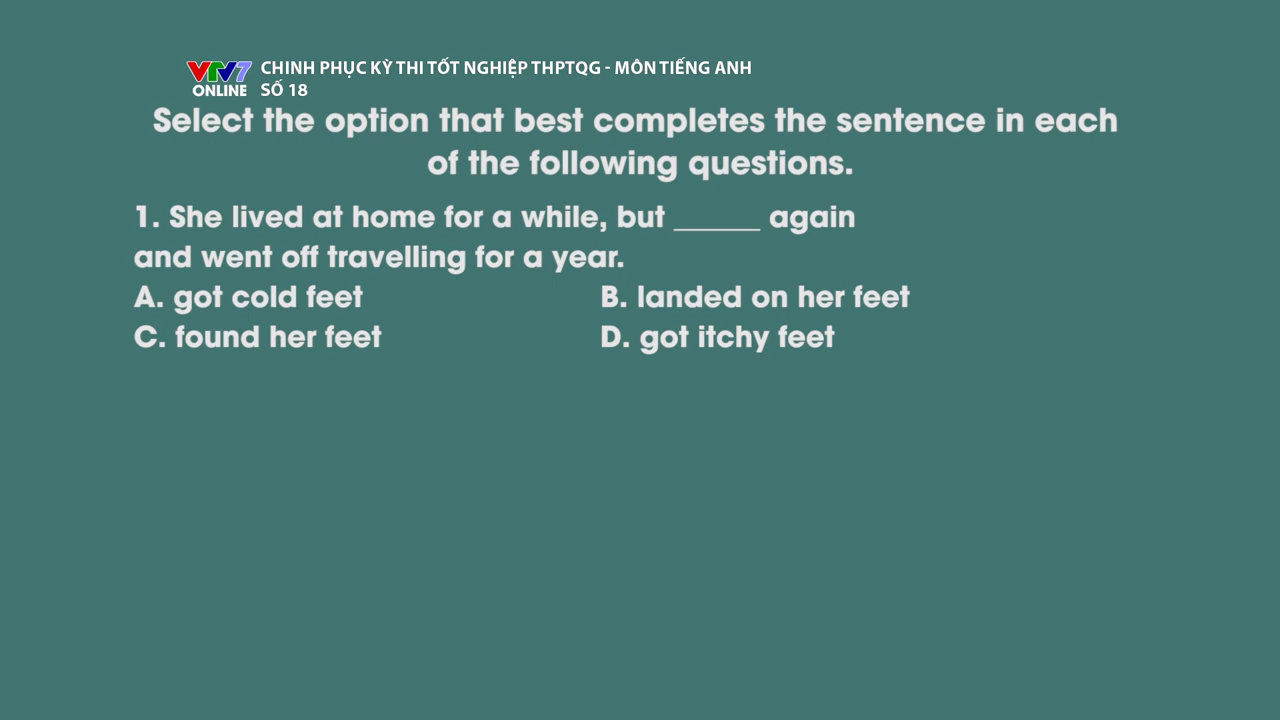 VTV7 CHINH PHỤC KỲ THI TỐT NGHIỆP THPTQG - MÔN TIẾNG ANH
ONLINE SỐ 18
Select the option that best completes the sentence in each
of the following questions.
1. She lived at home for a while, but ______ again
and went off travelling for a year.
A. got cold feet B. landed on her feet
C. found her feet D. got itchy feet